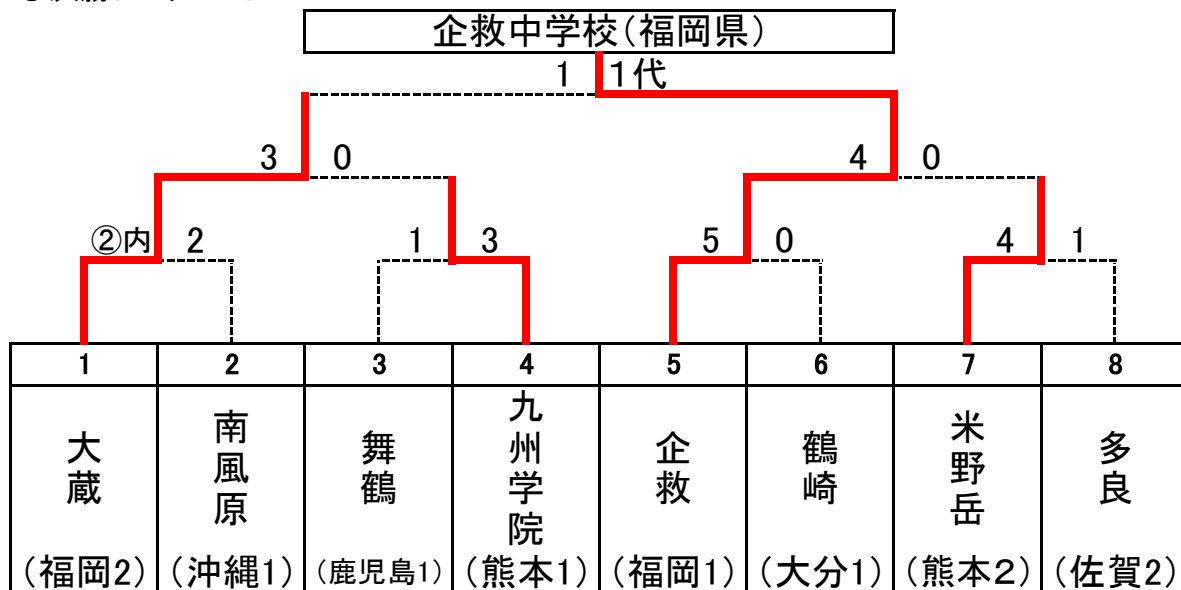 企救中学校(福岡県)
1 1代
3 0 4 0
②内 2 1 3 5 0 4 1
1 2 3 4 5 6 7 8
大蔵 南風原 舞鶴 九州学院 企救 鶴崎 米野岳 多良
(福岡2) (沖縄1) (鹿児島1) (熊本1) (福岡1) (大分1) (熊本2) (佐賀2)